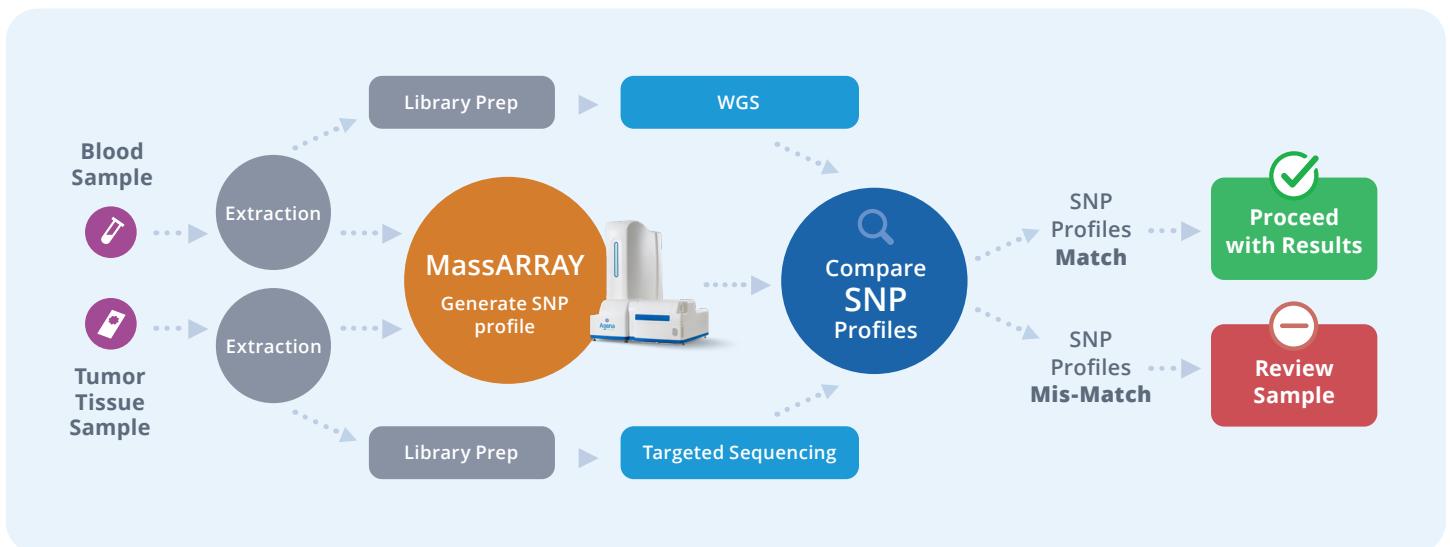 Library Prep
WGS
Blood
Sample
Extraction
MassARRAY
Generate SNP
profile
Agena
Compare
SNP
Profiles
SNP
Profiles
Match
Proceed
with Results
Extraction
Tumor
Tissue
Sample
SNP
Profiles
Mis-Match
Review
Sample
Library Prep
Targeted Sequencing